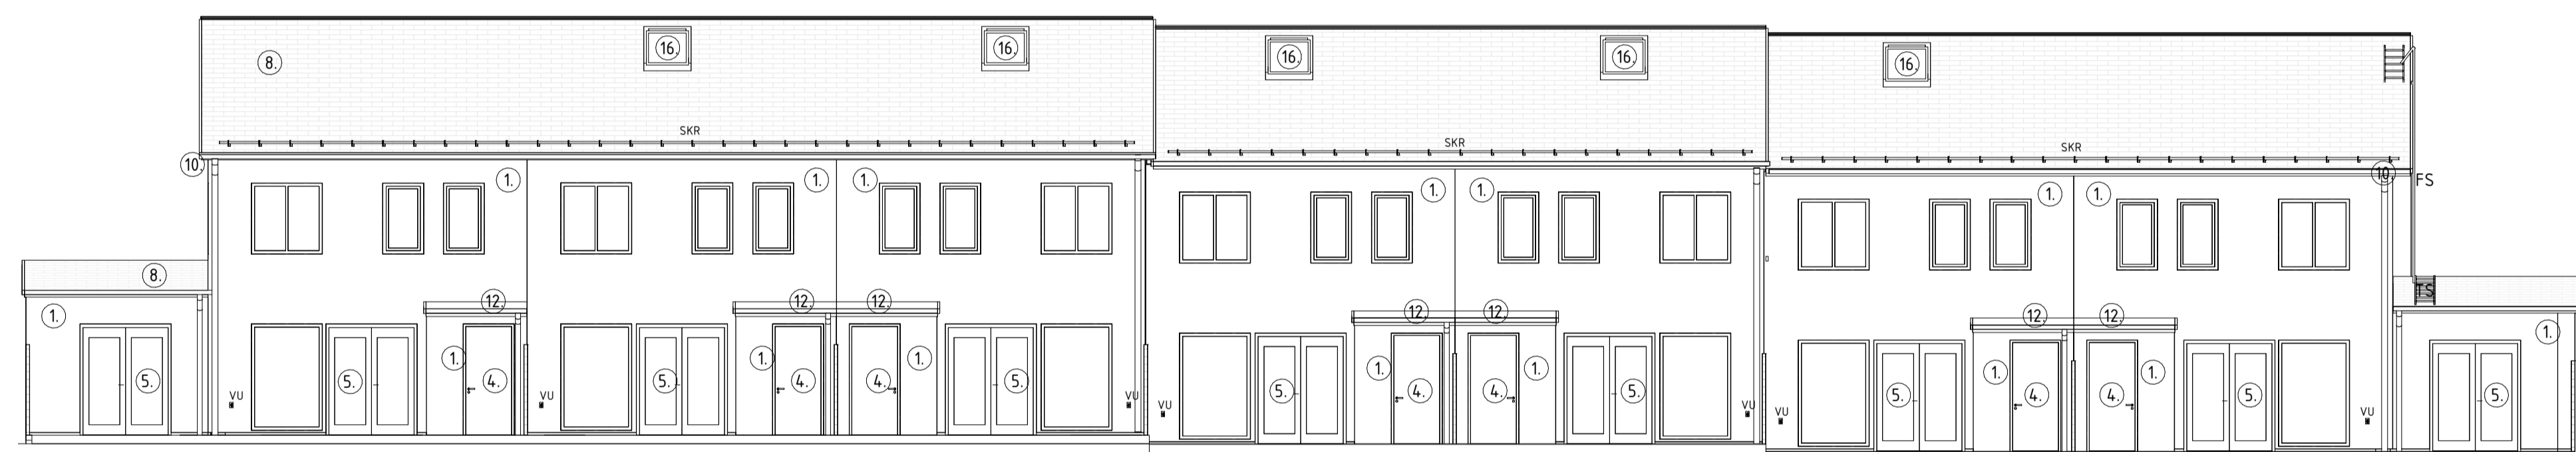 16. 16. 16. 16. 16.
8.
SKR SKR SKR
10. 10. FS
1. 1. 1. 1. 1. 1. 1.
8. TS
12. 12. 12. 12. 12. 12. 12.
1. 1.
1. 1. 1. 1. 1. 1. 1.
5. 5. 4. 5. 4. 4. 5. 5. 4. 4. 5. 5. 4. 4. 5. 5.
VU VU VU VU VU VU VU